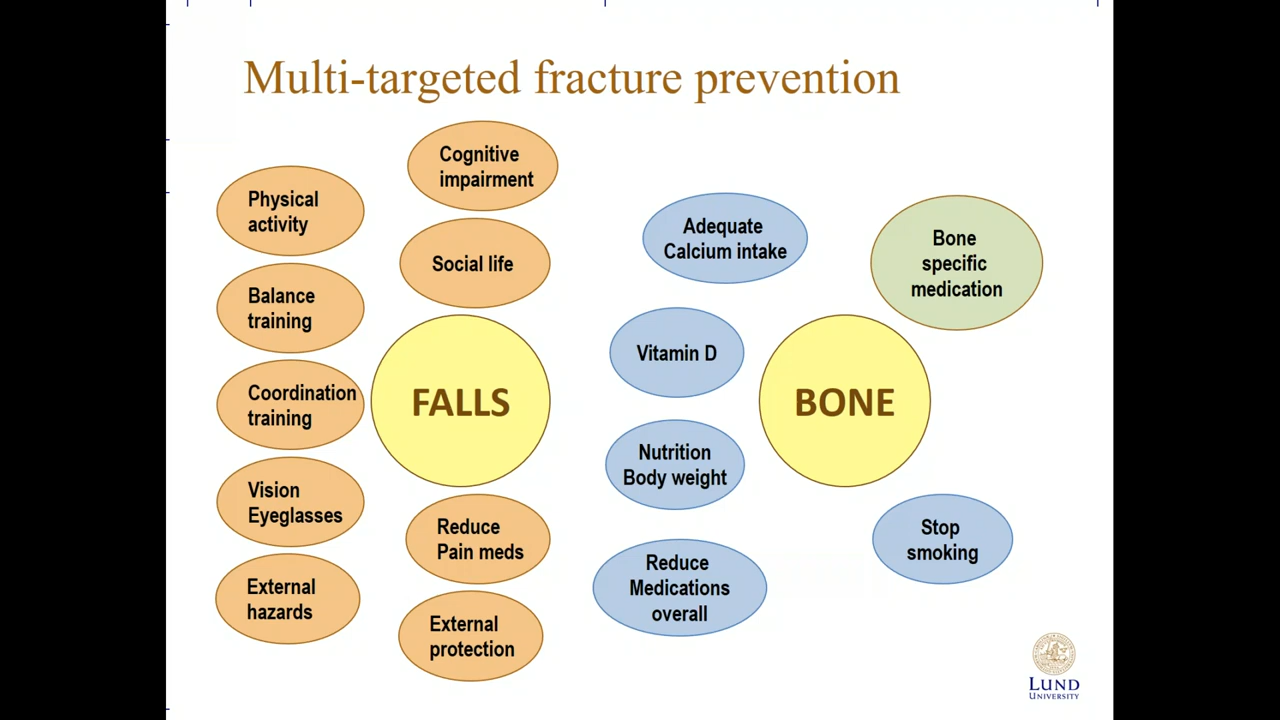 Multi-targeted fracture prevention
Cognitive
impairment
Physical
activity
Social life
Balance
training
Coordination
training
FALLS
Vision
Eyeglasses
Reduce
Pain meds
External
hazards
External
protection
Adequate
Calcium intake
Bone
specific
medication
Vitamin D
BONE
Nutrition
Body weight
Stop
smoking
Reduce
Medications
overall
LUND
UNIVERSITY